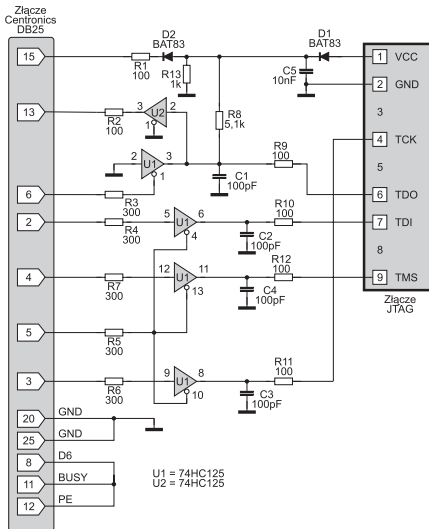 Złącze
Centronics
DB25
D2
BAT83
D1
BAT83
15
R1
100
R13
1k
C5
10nF
1 VCC
2 GND
3
13
R2
100
3 U2 2
1
R8
5,1k
4 TCK
2 U1 3
1
R9
100
5
6
R3
300
C1
100pF
6 TDO
2
R4
300
5 U1 6
4
R10
100
7 TDI
C2
100pF
8
4
R7
300
12 U1 11
13
R12
100
9 TMS
C4
100pF
Złącze
JTAG
5
R5
300
3
R6
300
9 U1 8
10
R11
100
C3
100pF
20 GND
25 GND
8 D6
11 BUSY
12 PE
U1 = 74HC125
U2 = 74HC125